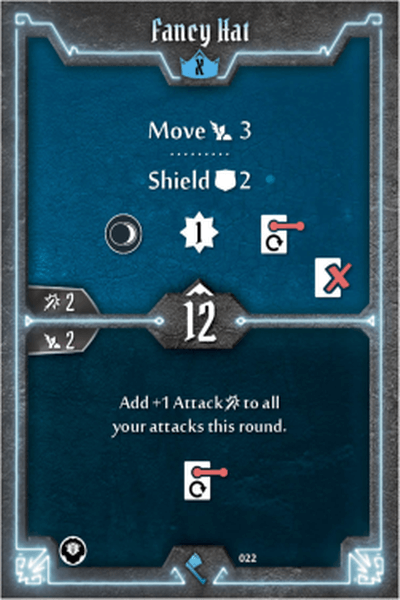 Fancy Hat
X
Move 3
Shield 2
1
2
12
2
Add +1 Attack to all
your attacks this round.
022